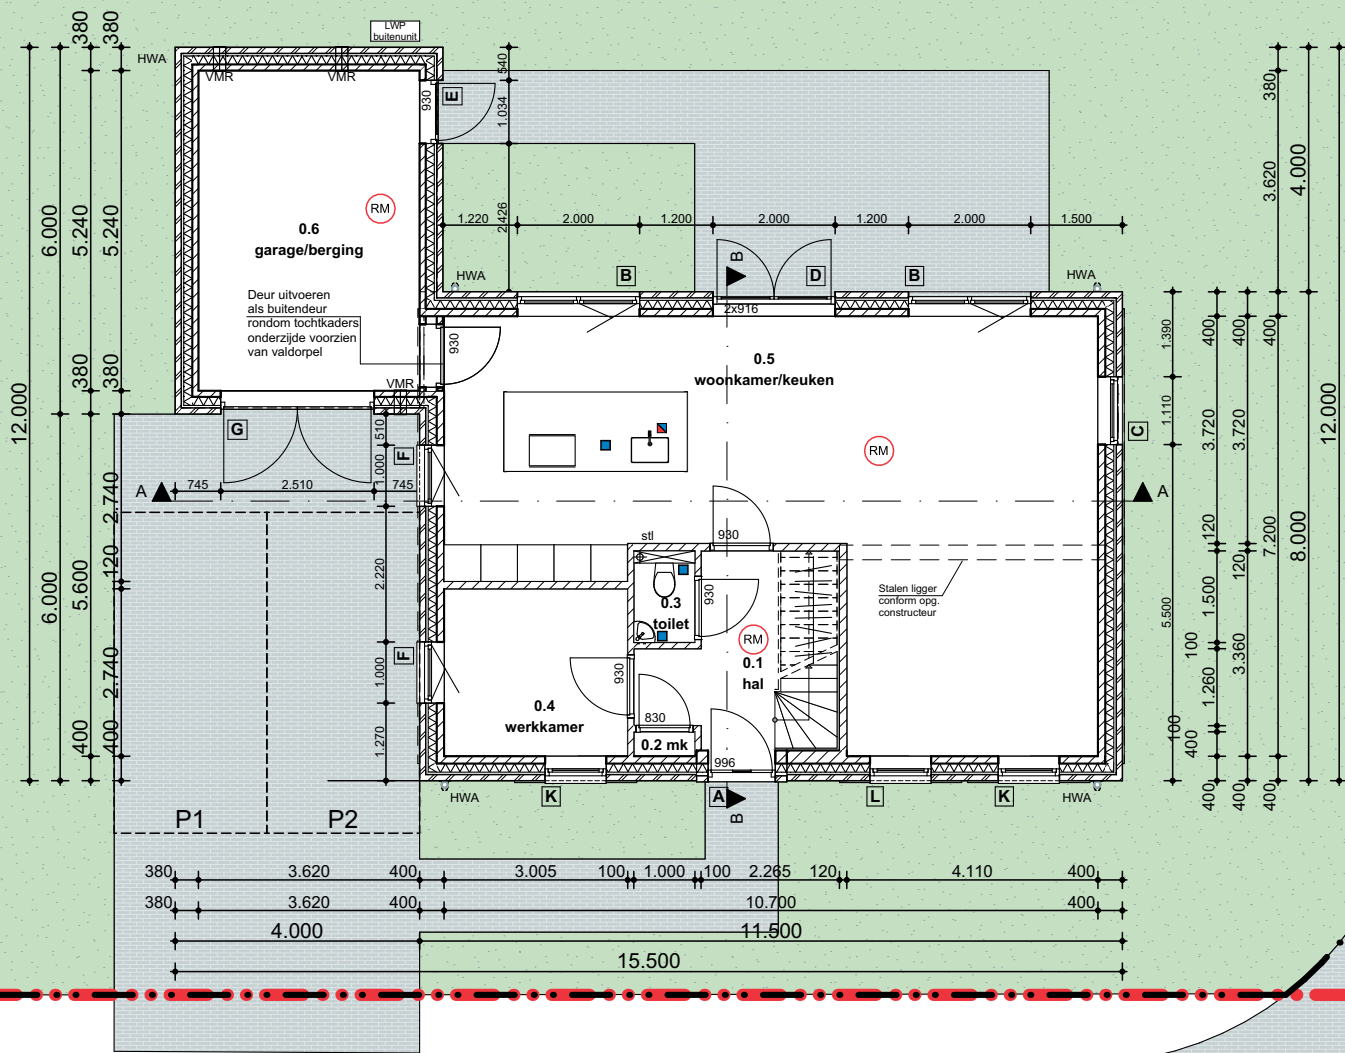 LWP
buitenunit
HWA
VMR
VMR
380
380
380
5.240
5.240
6.000
12.000
380
380
2.740
120
5.600
6.000
2.740
400
400
930
E
540
1.034
2.426
RM
0.6
garage/berging
Deur uitvoeren
als buitendeur
rondom tochtkaders
onderzijde voorzien
van valdorpel
VMR
G
745
2.510
745
A
510
1.000
2.220
1.000
1.270
F
F
1.220
2.000
1.200
2.000
1.200
2.000
1.500
HWA
B
B
D
B
HWA
2x916
930
0.5
woonkamer/keuken
RM
C
A
stl
930
0.3
toilet
930
RM
0.1
hal
930
0.4
werkkamer
830
0.2 mk
996
Stalen ligger
conform opg.
constructeur
HWA
K
A
B
L
K
HWA
P1
P2
380
3.620
4.000
12.000
400
400
400
1.390
1.110
3.720
3.720
120
120
7.200
8.000
5.500
1.500
100
3.360
1.260
100
400
400
400
400
380
3.620
400
3.005
100
1.000
100
2.265
120
4.110
400
380
3.620
400
10.700
400
4.000
11.500
15.500